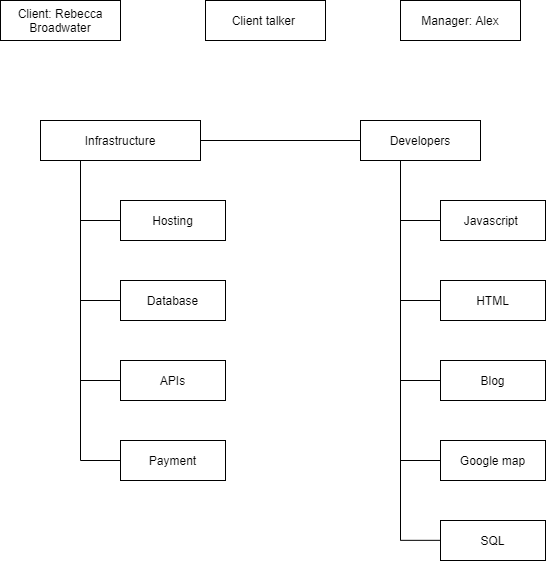 Client: Rebecca
Broadwater
Client talker
Manager: Alex
Infrastructure
Developers
Hosting
Javascript
Database
HTML
APIs
Blog
Payment
Google map
SQL